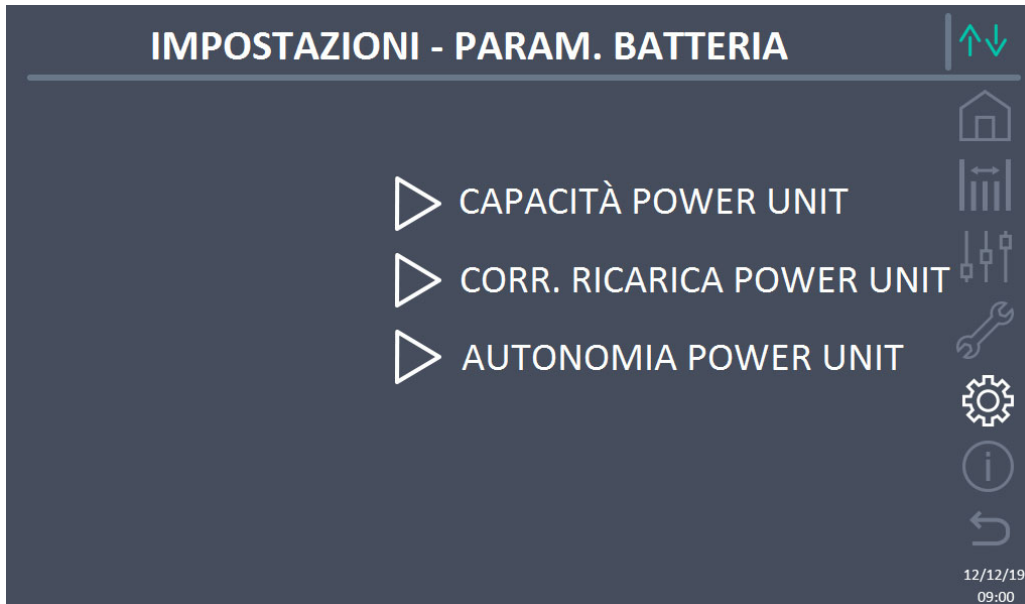 IMPOSTAZIONI - PARAM. BATTERIA
CAPACITÀ POWER UNIT
CORR. RICARICA POWER UNIT
AUTONOMIA POWER UNIT
12/12/19
09:00